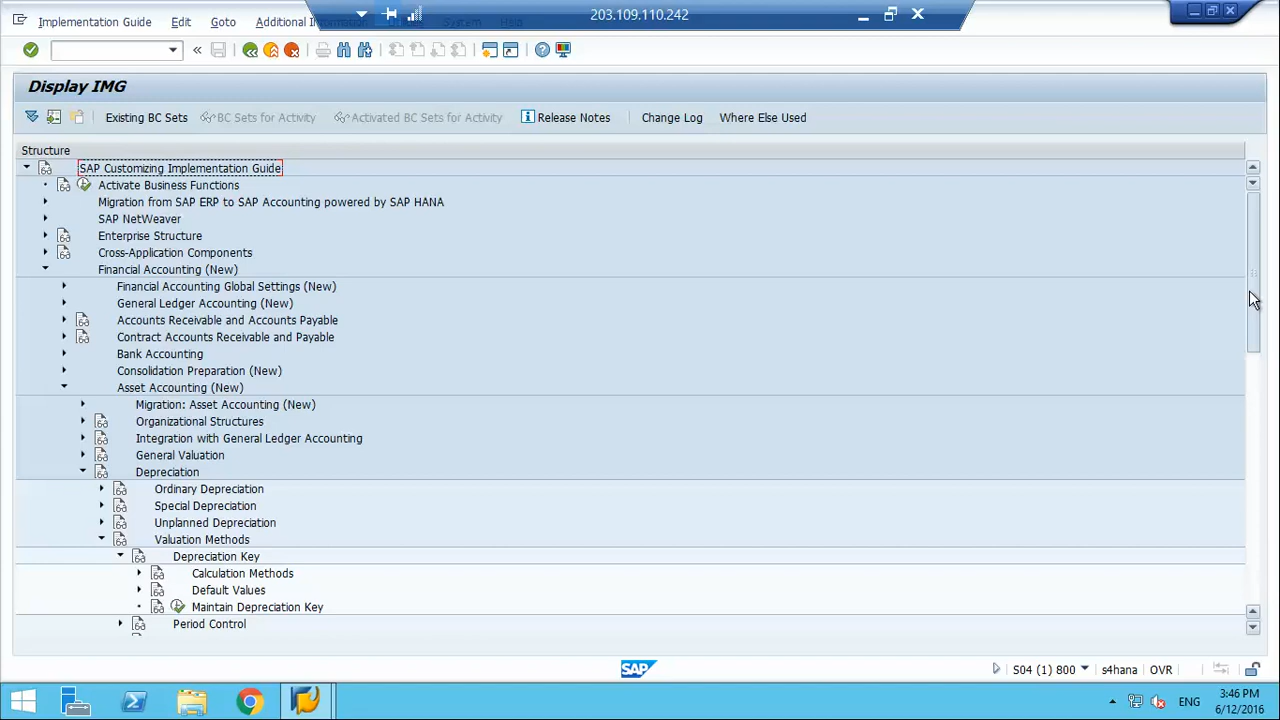 203.109.110.242
Implementation Guide Edit Goto Additional Information Utilities System Help
Display IMG
Existing BC Sets BC Sets for Activity Activated BC Sets for Activity Release Notes Change Log Where Else Used
Structure
SAP Customizing Implementation Guide
Activate Business Functions
Migration from SAP ERP to SAP Accounting powered by SAP HANA
SAP NetWeaver
Enterprise Structure
Cross-Application Components
Financial Accounting (New)
Financial Accounting Global Settings (New)
General Ledger Accounting (New)
Accounts Receivable and Accounts Payable
Contract Accounts Receivable and Payable
Bank Accounting
Consolidation Preparation (New)
Asset Accounting (New)
Migration: Asset Accounting (New)
Organizational Structures
Integration with General Ledger Accounting
General Valuation
Depreciation
Ordinary Depreciation
Special Depreciation
Unplanned Depreciation
Valuation Methods
Depreciation Key
Calculation Methods
Default Values
Maintain Depreciation Key
Period Control
SAP
S04 (1) 800 s4hana OVR
ENG
3:46 PM
6/12/2016